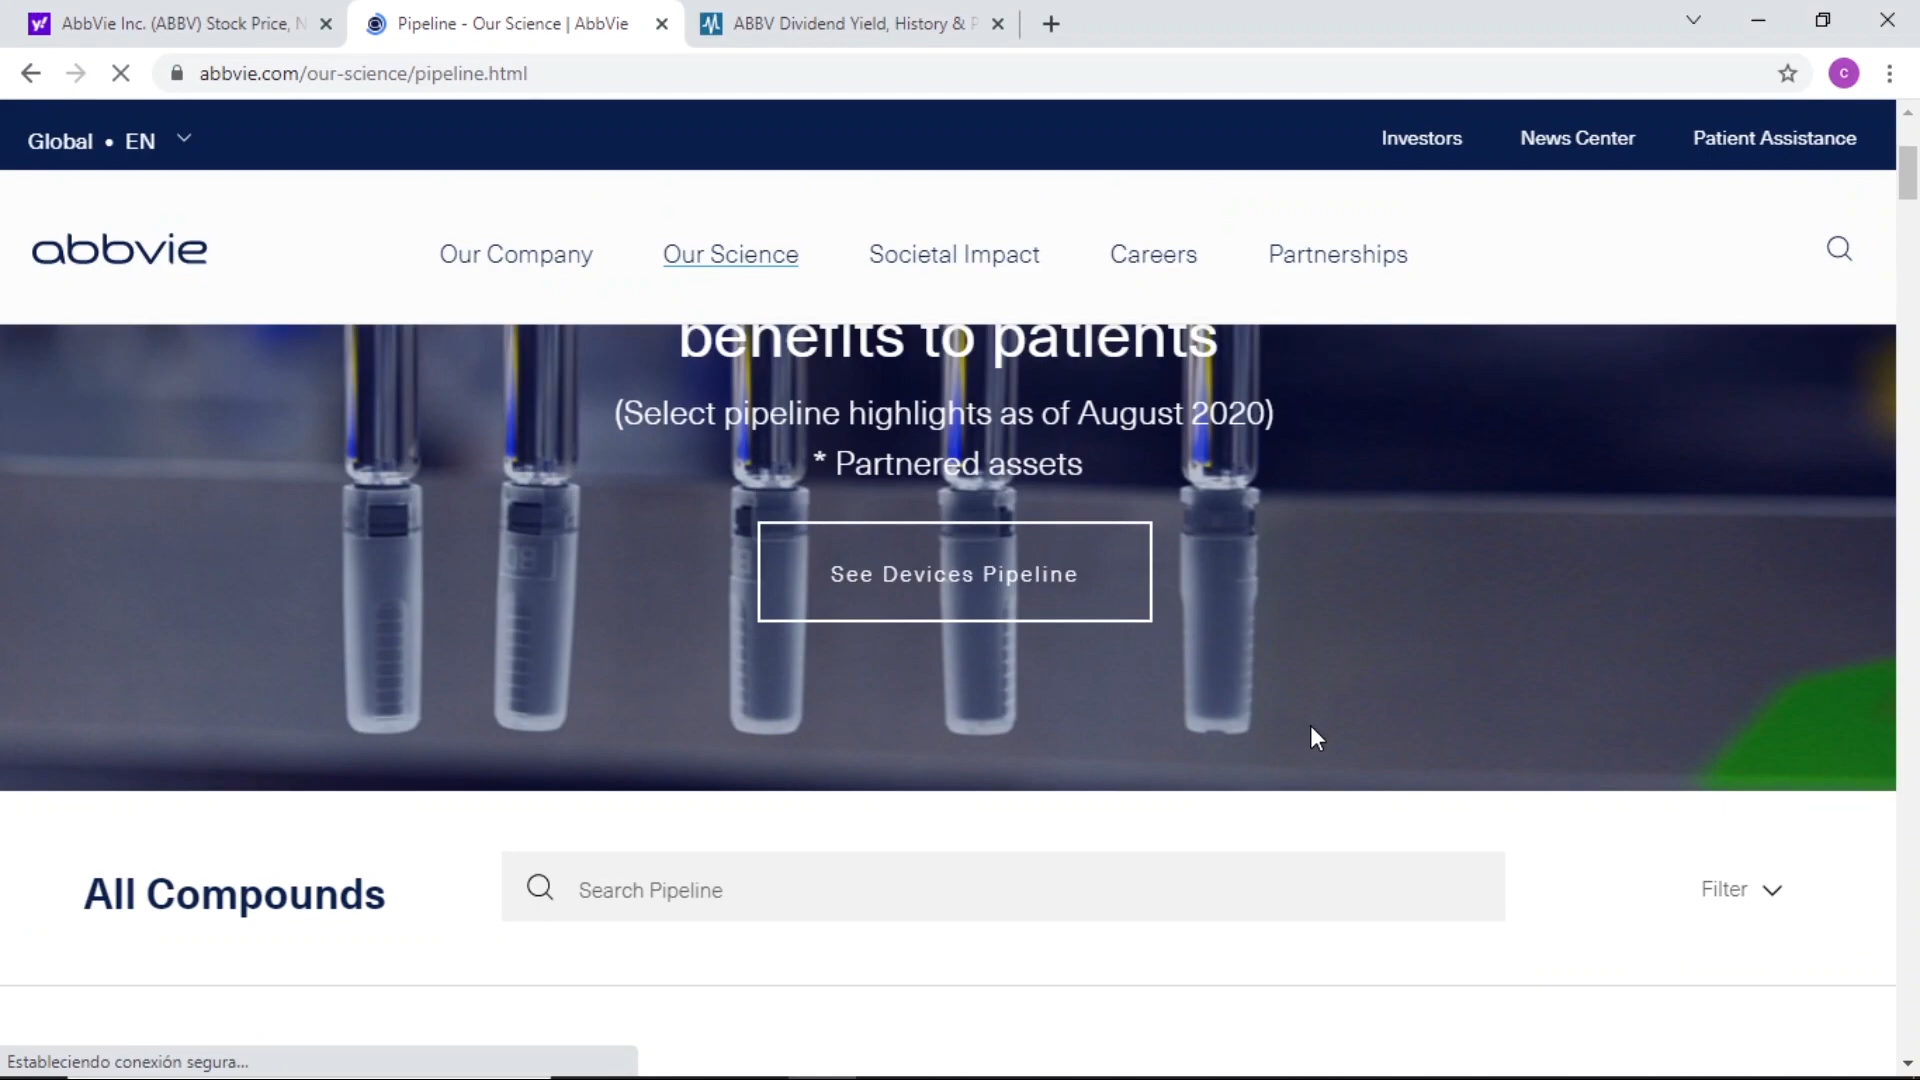 AbbVie Inc. (ABBV) Stock Price, N
Pipeline - Our Science | AbbVie
ABBV Dividend Yield, History & P
abbvie.com/our-science/pipeline.html
C
Global • EN
Investors
News Center
Patient Assistance
abbvie
Our Company
Our Science
Societal Impact
Careers
Partnerships
benefits to patients
(Select pipeline highlights as of August 2020)
* Partnered assets
See Devices Pipeline
All Compounds
Search Pipeline
Filter
Estableciendo conexión segura...